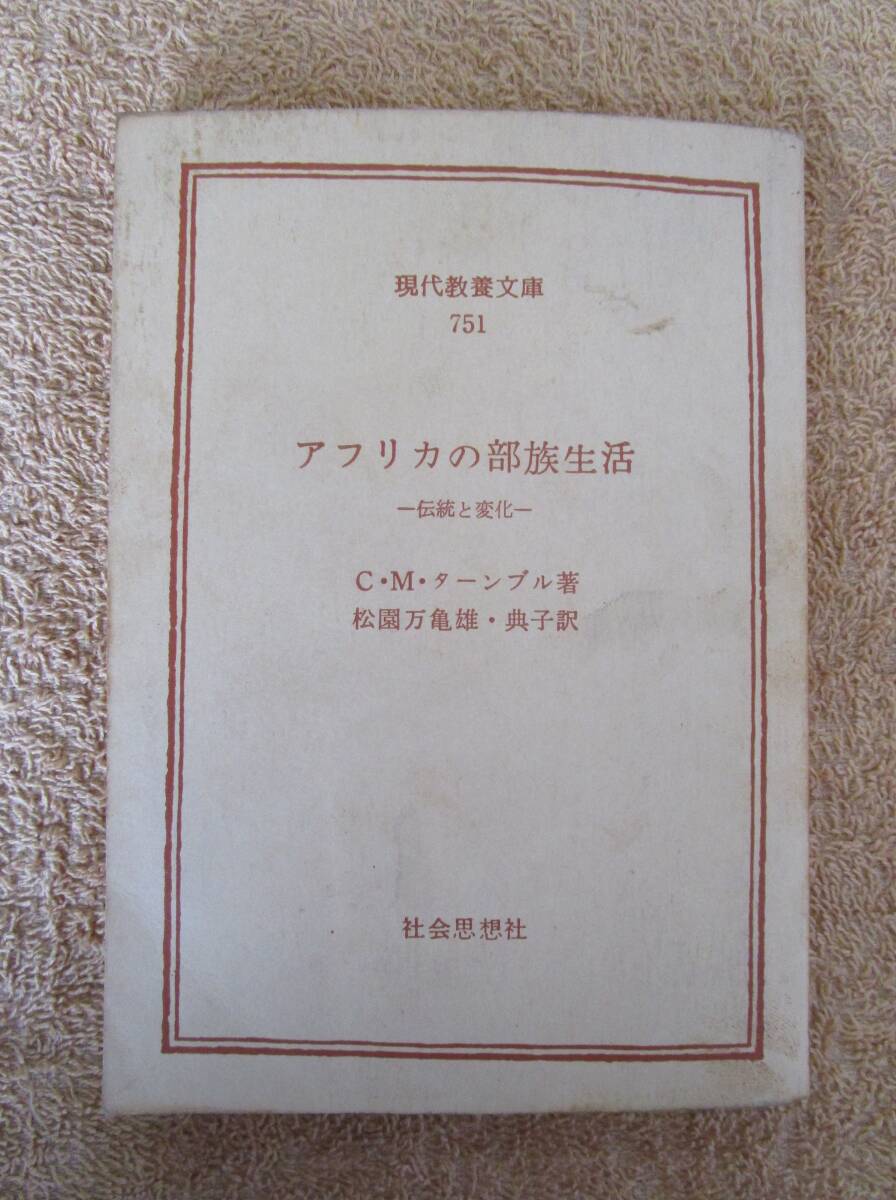 現代教養文庫
751
アフリカの部族生活
―伝統と変化―
C・M・ターンブル著
松園万亀雄・典子訳
社会思想社